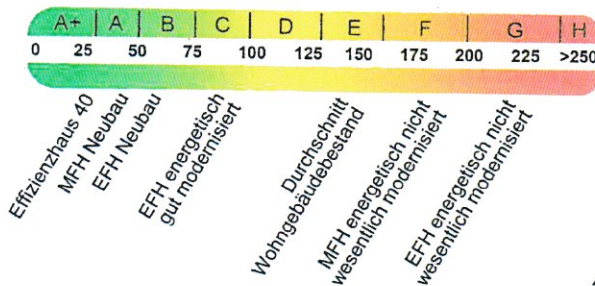 A+ A B C D E F G H
0 25 50 75 100 125 150 175 200 225 >250
Effizienzhaus 40
MFH Neubau
EFH Neubau
EFH energetisch
gut modernisiert
Durchschnitt
Wohngebäudebestand
MFH energetisch nicht
wesentlich modernisiert
EFH energetisch nicht
wesentlich modernisiert